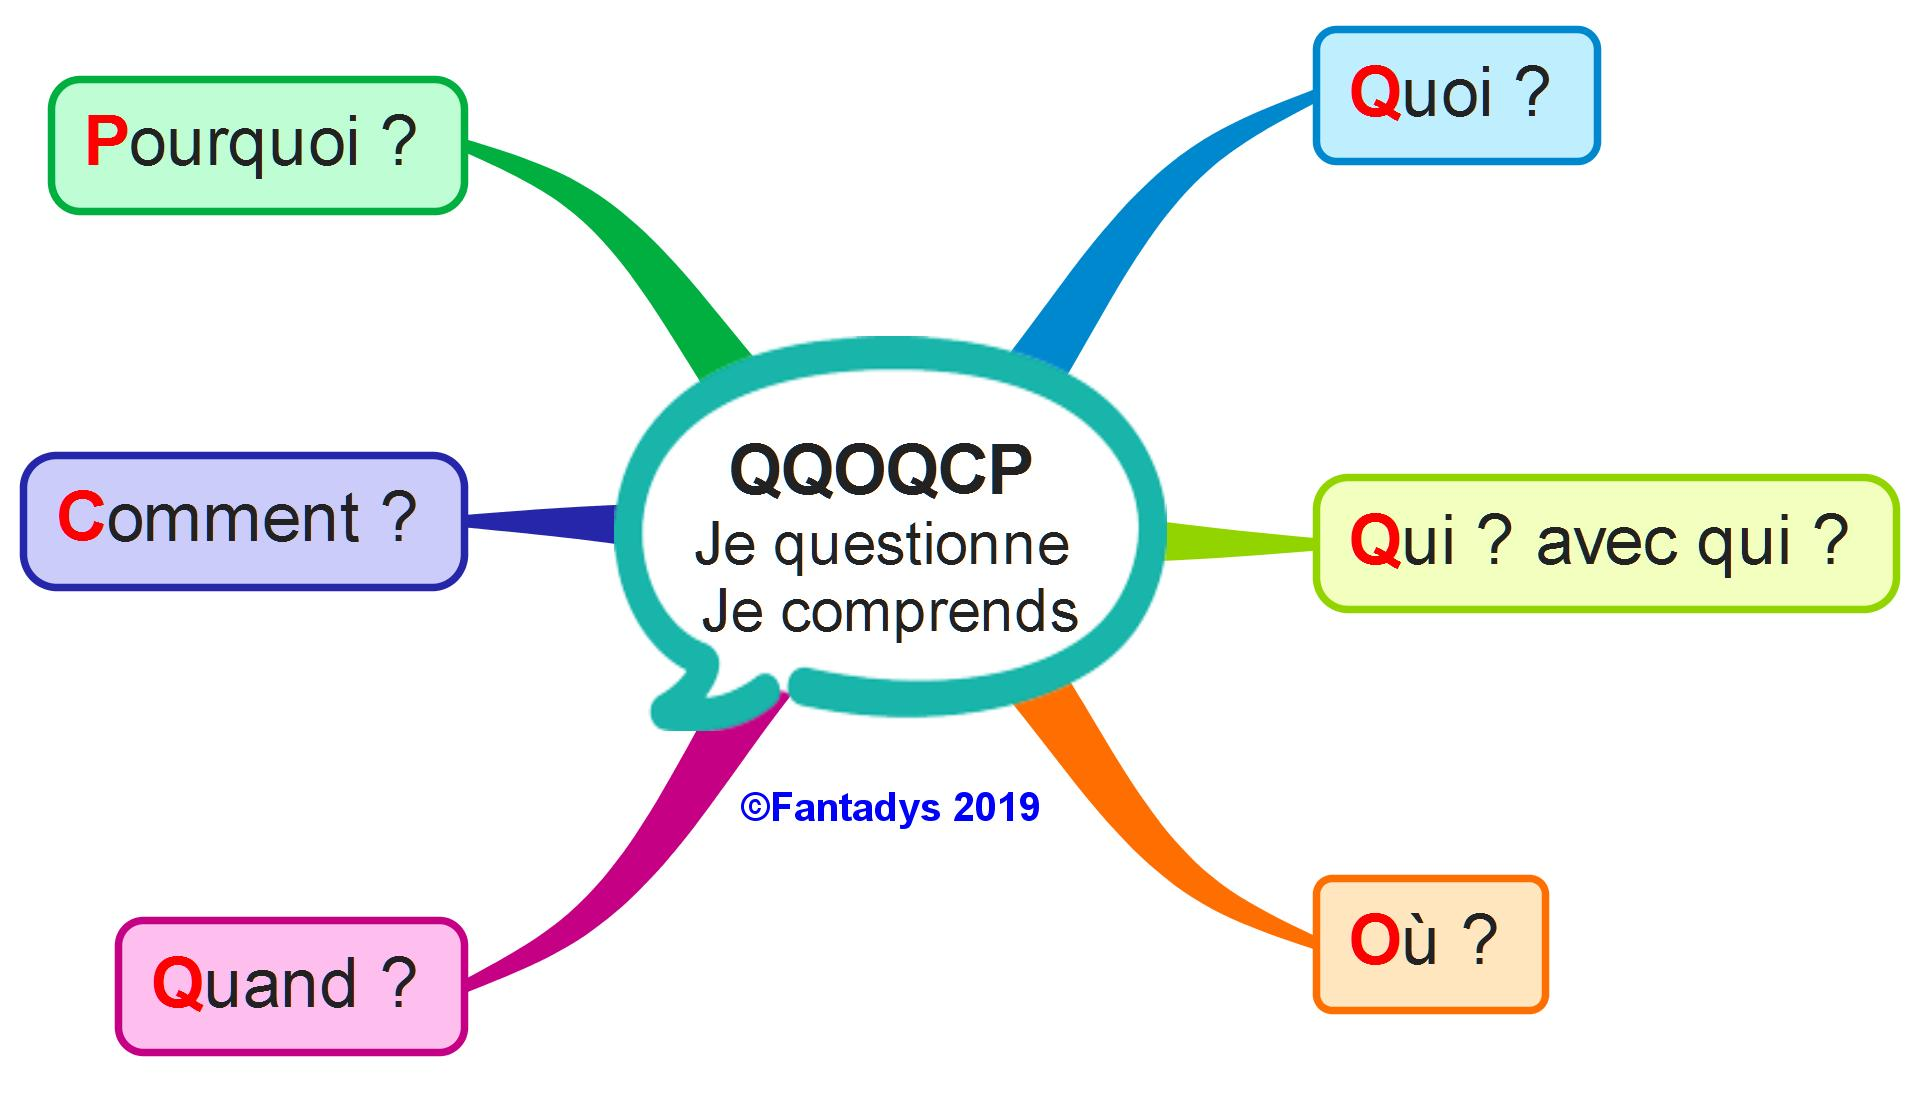 QQOQCP
Je questionne
Je comprends
Quoi ?
Qui ? avec qui ?
Où ?
Quand ?
Comment ?
Pourquoi ?
©Fantadys 2019